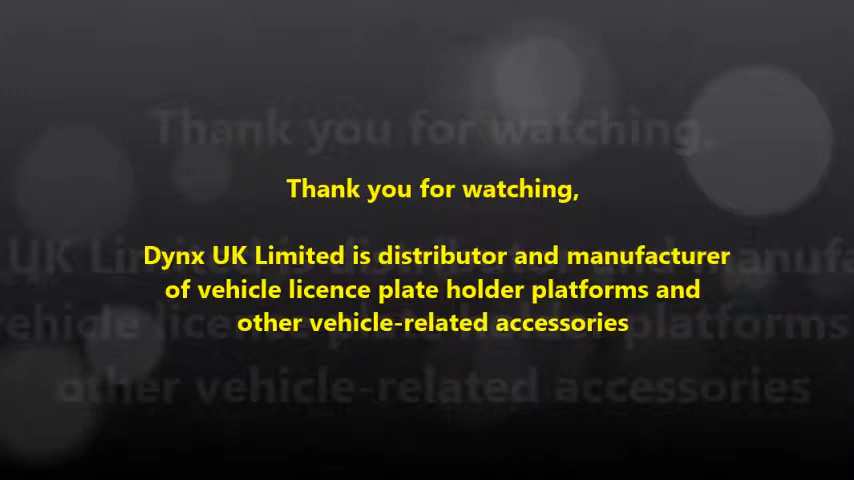 Thank you for watching,
Dynx UK Limited is distributor and manufacturer
of vehicle licence plate holder platforms and
other vehicle-related accessories